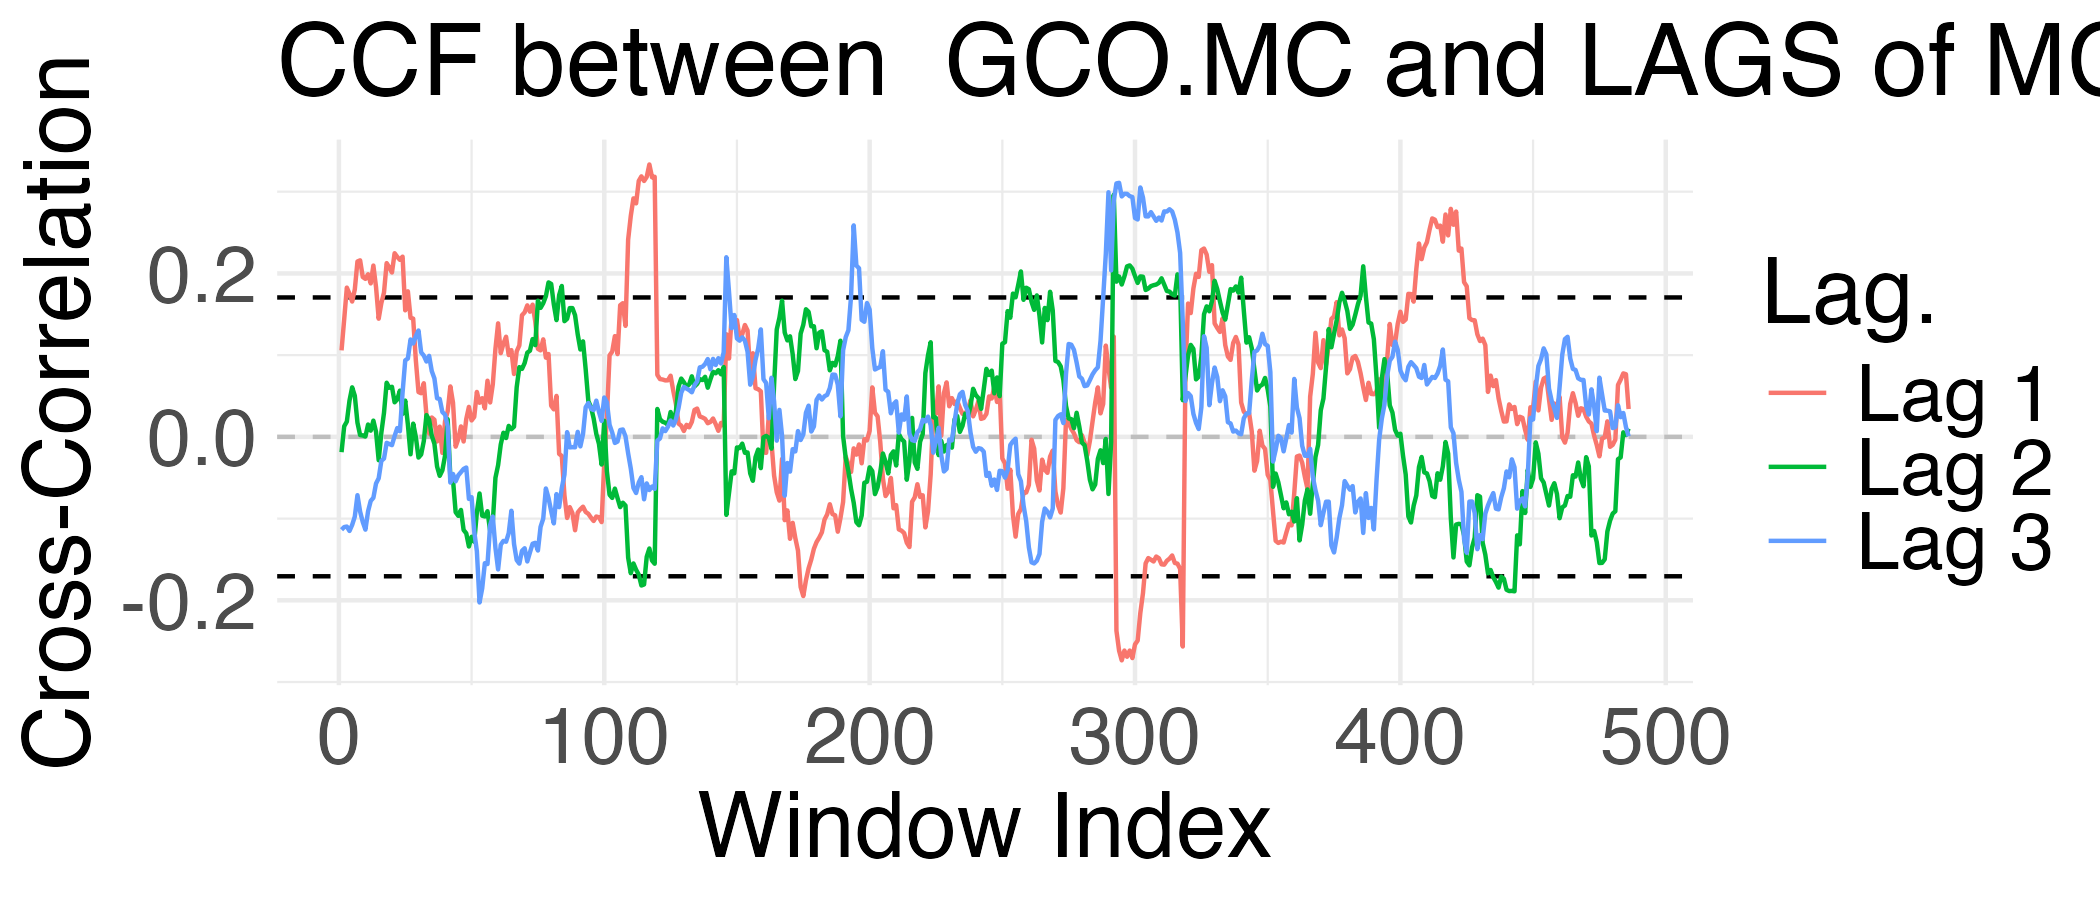 CCF between GCO.MC and LAGS of
Cross-Correlation
0.2
0.0
-0.2
0
100
200
300
400
500
Window Index
Lag.
Lag 1
Lag 2
Lag 3